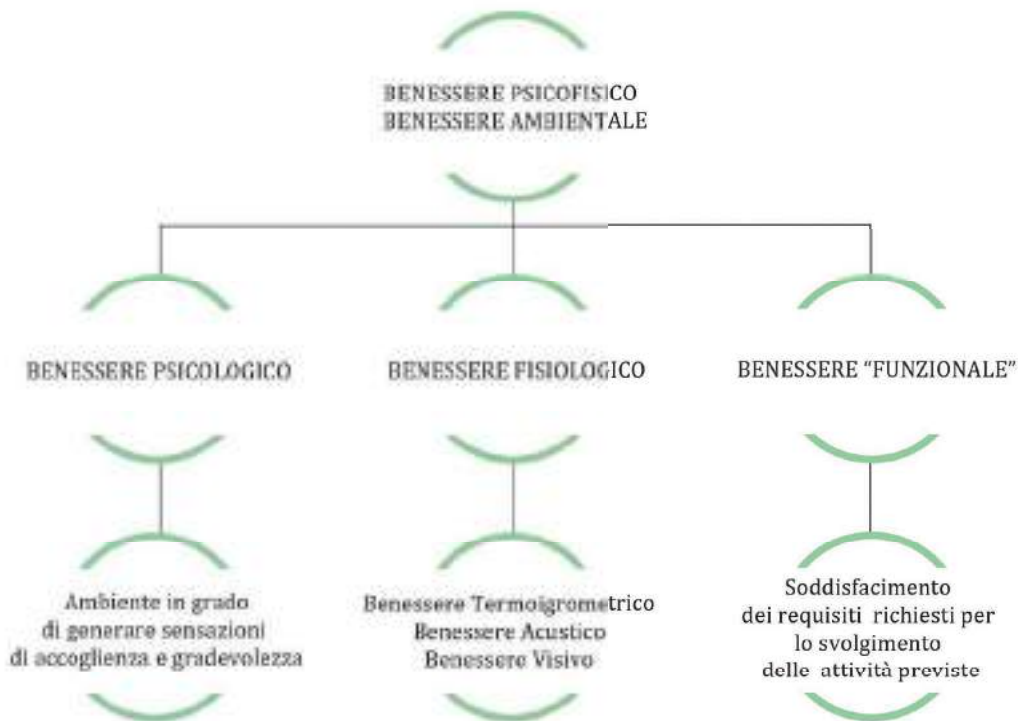 BENESSERE PSICOFISICO
BENESSERE AMBIENTALE
BENESSERE PSICOLOGICO
BENESSERE FISIOLOGICO
BENESSERE “FUNZIONALE”
Ambiente in grado
di generare sensazioni
di accoglienza e gradevolezza
Benessere Termoigrometrico
Benessere Acustico
Benessere Visivo
Soddisfacimento
dei requisiti richiesti per
lo svolgimento
delle attività previste